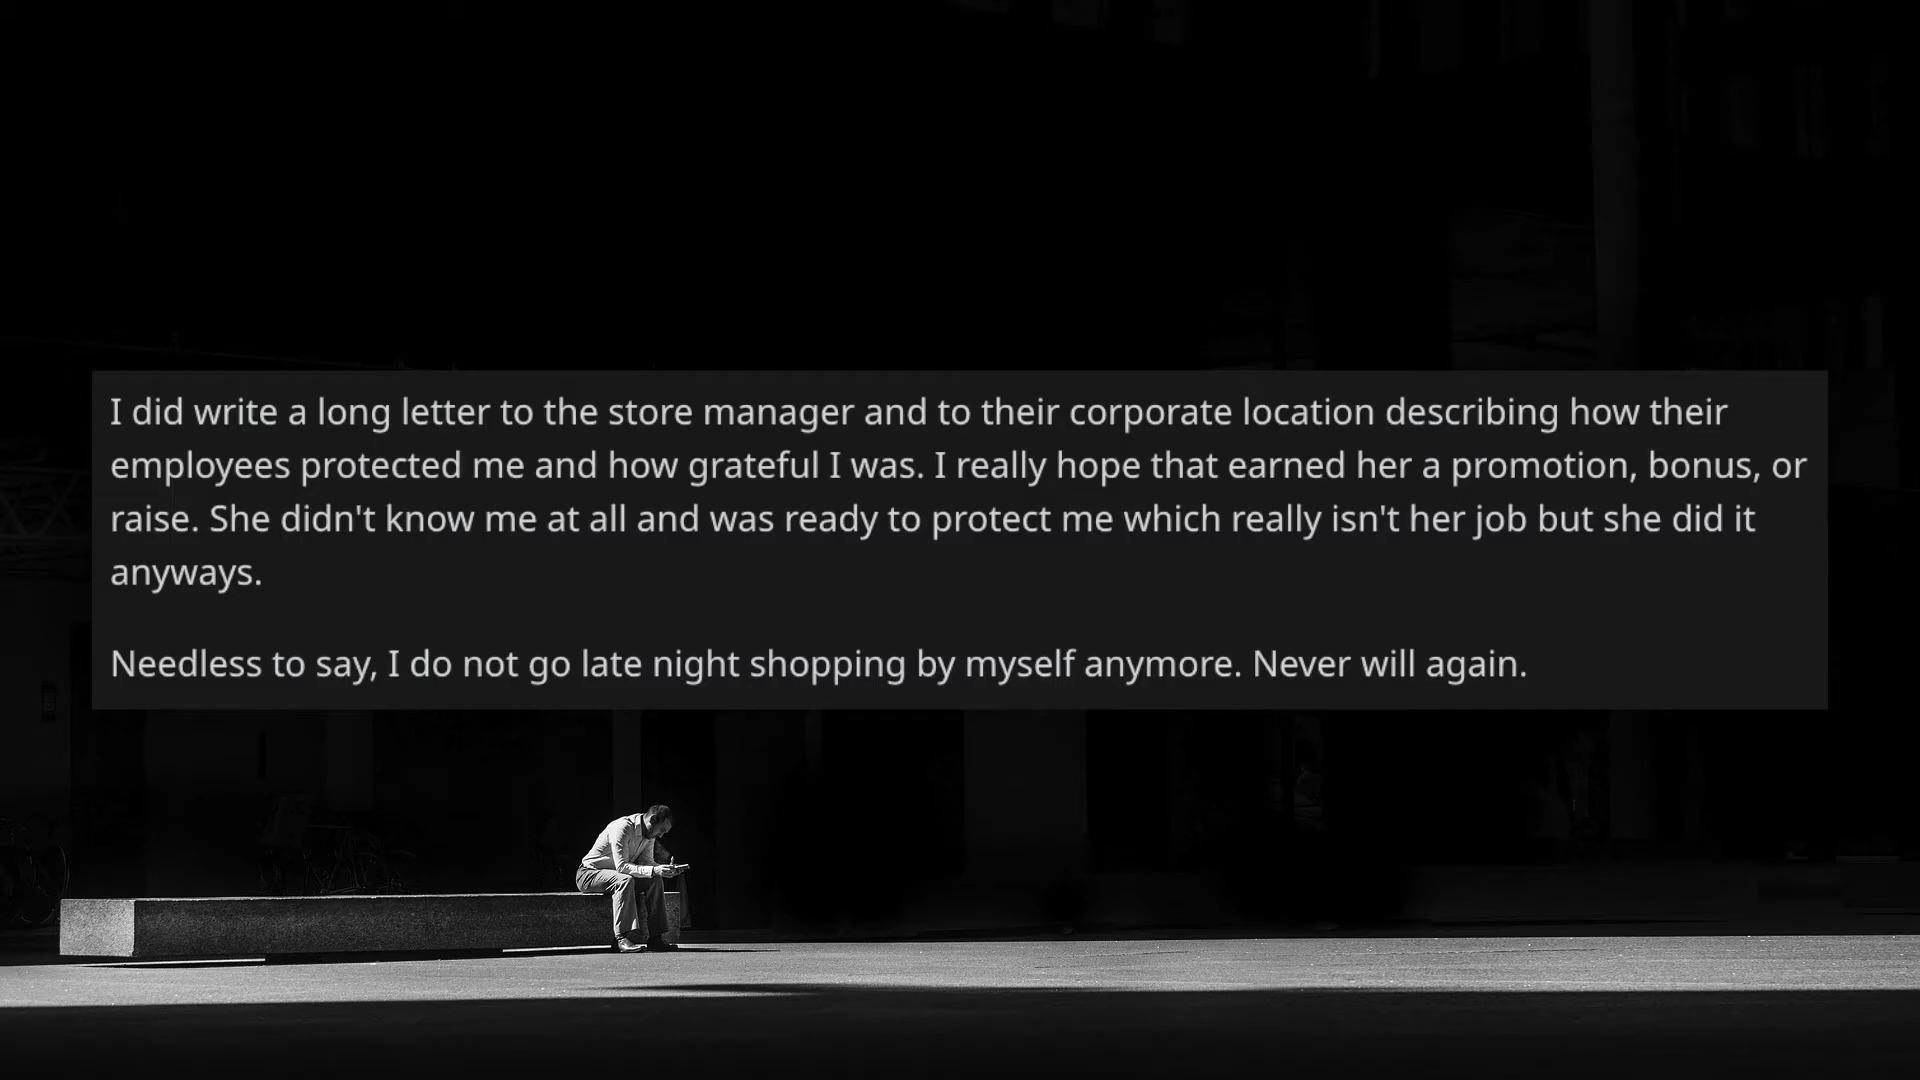 I did write a long letter to the store manager and to their corporate location describing how their
employees protected me and how grateful I was. I really hope that earned her a promotion, bonus, or
raise. She didn't know me at all and was ready to protect me which really isn't her job but she did it
anyways.
Needless to say, I do not go late night shopping by myself anymore. Never will again.